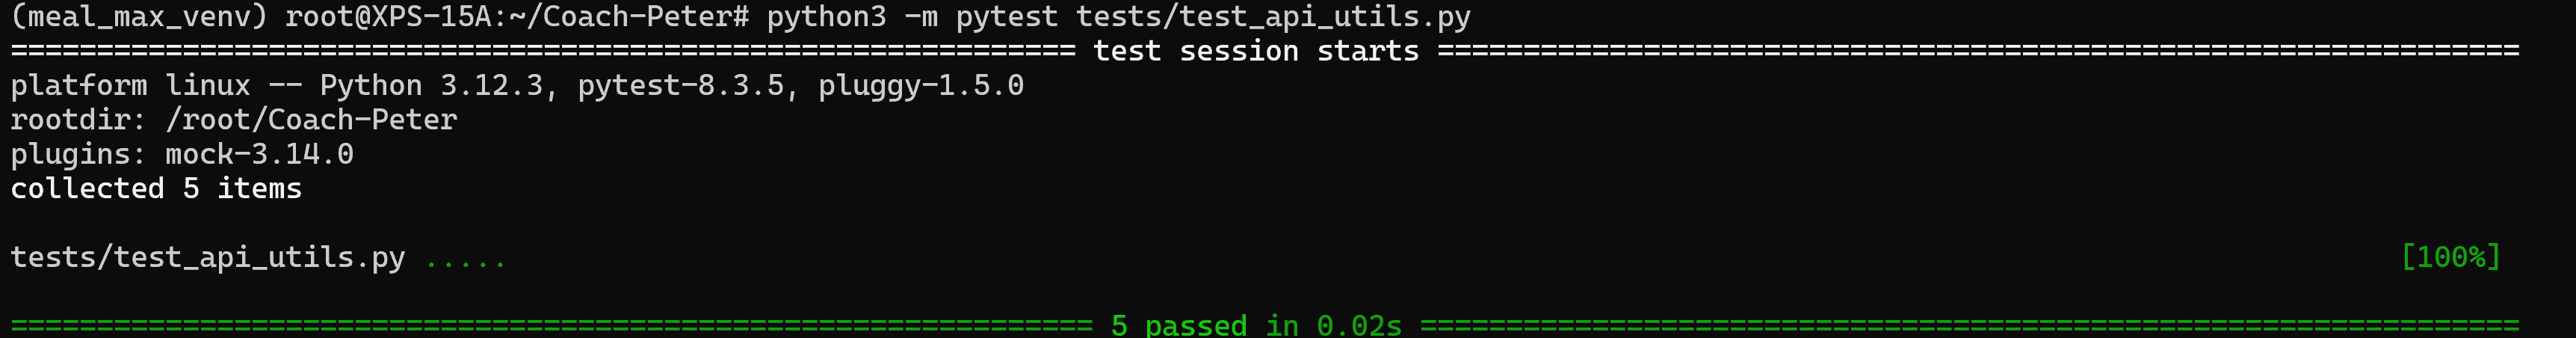 (meal_max_venv) root@XPS-15A:~/Coach-Peter# python3 -m pytest tests/test_api_utils.py
============================================================== test session starts ===============================================================
platform linux -- Python 3.12.3, pytest-8.3.5, pluggy-1.5.0
rootdir: /root/Coach-Peter
plugins: mock-3.14.0
collected 5 items
tests/test_api_utils.py ..... [100%]
=============================================================== 5 passed in 0.02s ================================================================